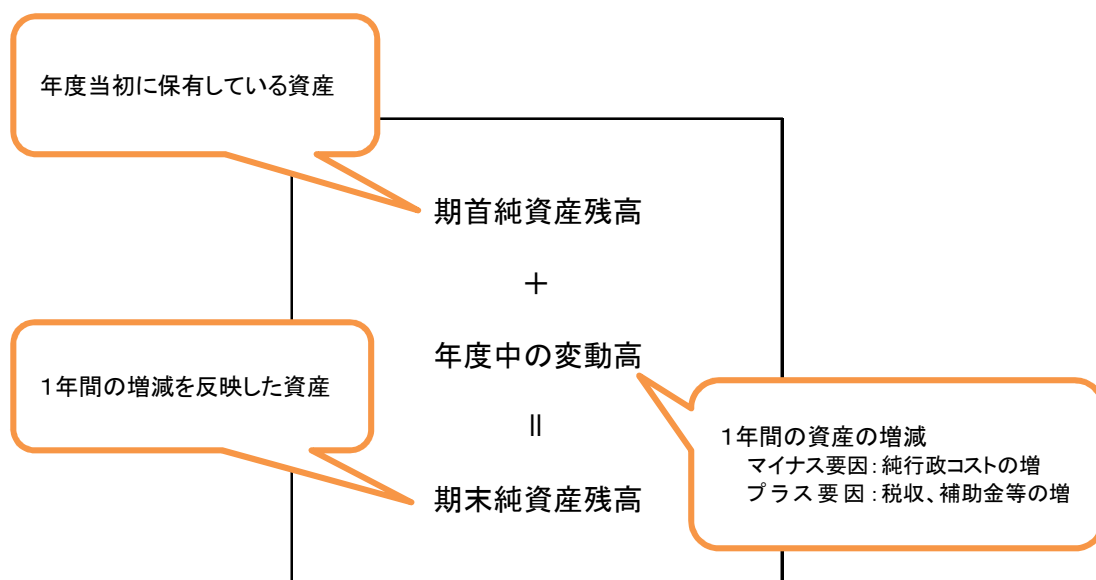 年度当初に保有している資産
期首純資産残高
＋
年度中の変動高
１年間の増減を反映した資産
＝
１年間の資産の増減
マイナス要因：純行政コストの増
プラス要因：税収、補助金等の増
期末純資産残高